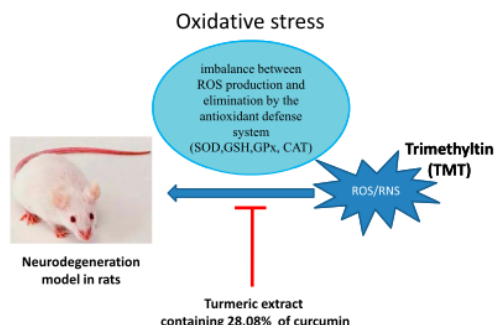 Oxidative stress
imbalance between
ROS production and
elimination by the
antioxidant defense
system
(SOD,GSH,GPx, CAT)
Trimethyltin
(TMT)
ROS/RNS
Neurodegeneration
model in rats
Turmeric extract
containing 28.08% of curcumin